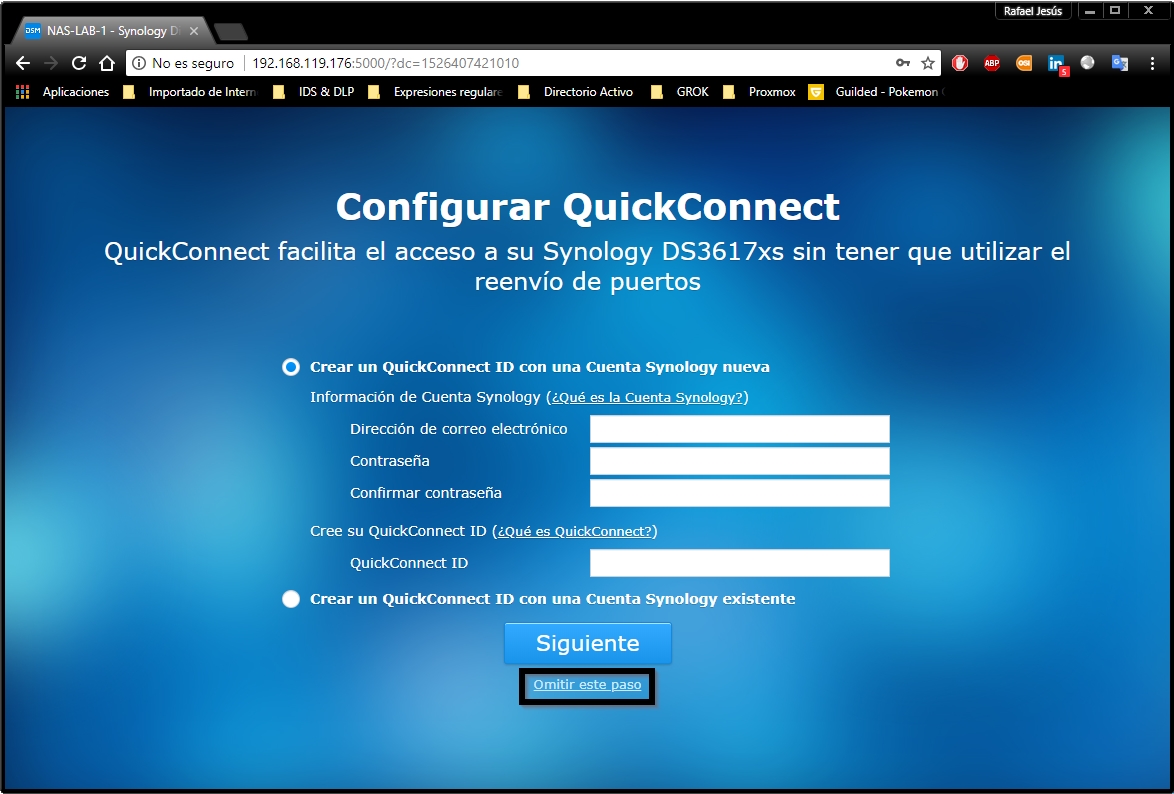 Rafael Jesús
DSM
NAS-LAB-1 - Synology D
No es seguro
192.168.119.176:5000/?dc=1526407421010
ABP
in
5
Aplicaciones
Importado de Intern
IDS & DLP
Expresiones regulare
Directorio Activo
GROK
Proxmox
Guilded - Pokemon
Configurar QuickConnect
QuickConnect facilita el acceso a su Synology DS3617xs sin tener que utilizar el
reenvío de puertos
Crear un QuickConnect ID con una Cuenta Synology nueva
Información de Cuenta Synology (¿Qué es la Cuenta Synology?)
Dirección de correo electrónico
Contraseña
Confirmar contraseña
Cree su QuickConnect ID (¿Qué es QuickConnect?)
QuickConnect ID
Crear un QuickConnect ID con una Cuenta Synology existente
Siguiente
Omitir este paso